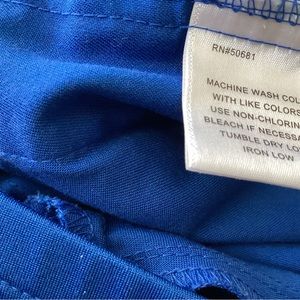 RN#50681
MACHINE WASH COL
WITH LIKE COLORS
USE NON-CHLORIN
BLEACH IF NECESSA
TUMBLE DRY LO
IRON LOW